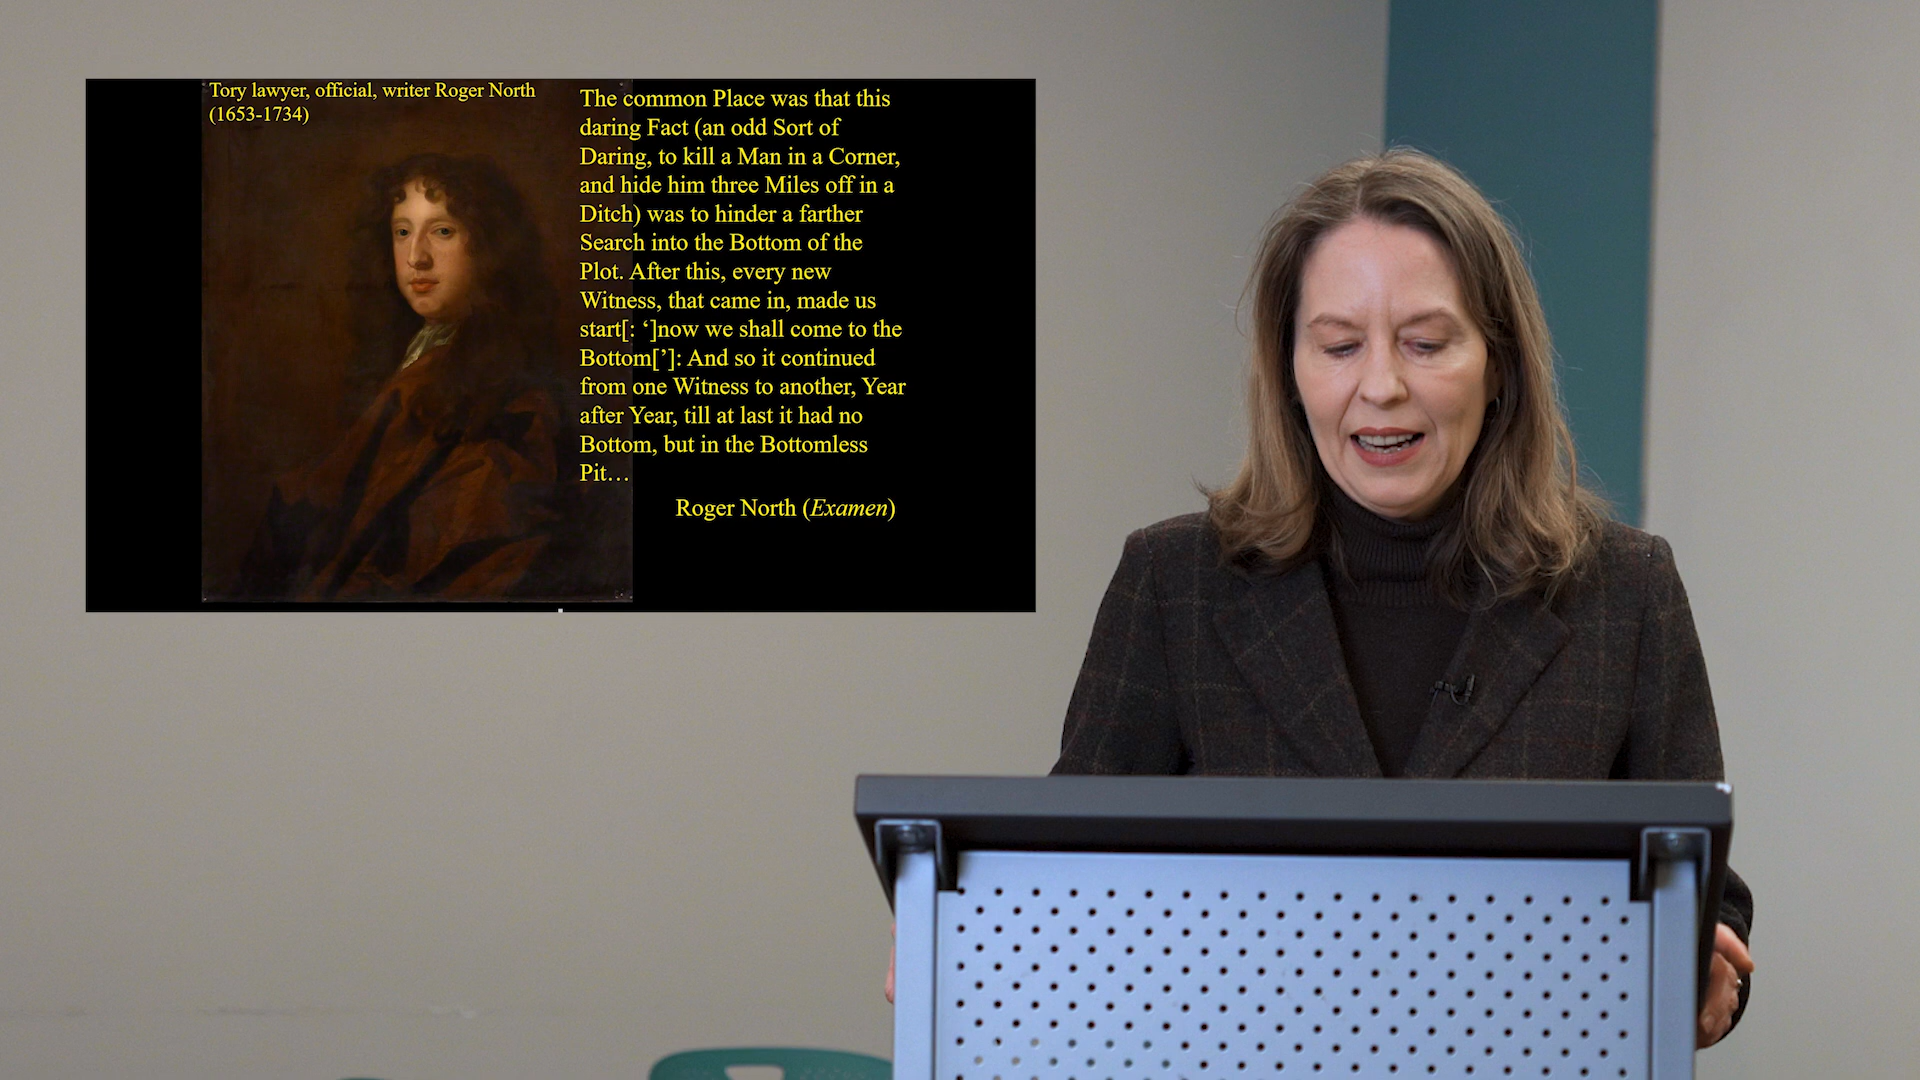 Tory lawyer, official, writer Roger North
(1653-1734)
The common Place was that this
daring Fact (an odd Sort of
Daring, to kill a Man in a Corner,
and hide him three Miles off in a
Ditch) was to hinder a farther
Search into the Bottom of the
Plot. After this, every new
Witness, that came in, made us
start[: ‘]now we shall come to the
Bottom[’]: And so it continued
from one Witness to another, Year
after Year, till at last it had no
Bottom, but in the Bottomless
Pit…
Roger North (Examen)